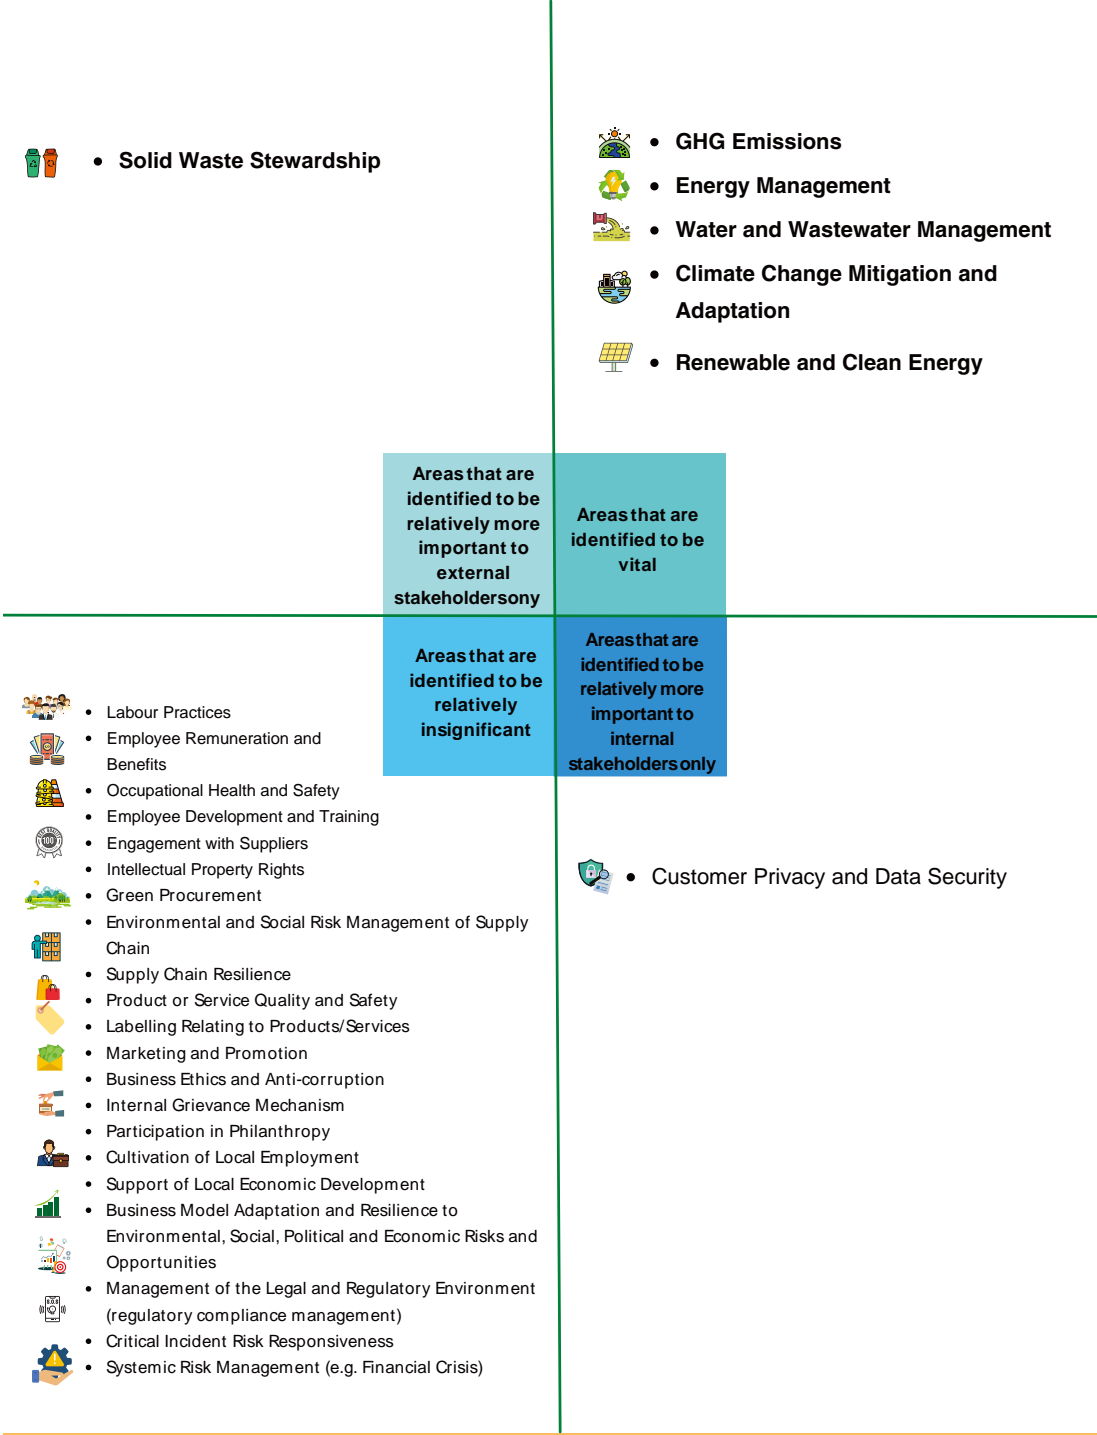 Solid Waste Stewardship
GHG Emissions
Energy Management
Water and Wastewater Management
Climate Change Mitigation and
Adaptation
Renewable and Clean Energy
Areas that are
identified to be
relatively more
important to
external
stakeholdersony
Areas that are
identified to be
vital
Areas that are
identified to be
relatively
insignificant
Areas that are
identified to be
relatively more
important to
internal
stakeholders only
Labour Practices
Employee Remuneration and
Benefits
Occupational Health and Safety
Employee Development and Training
Engagement with Suppliers
Intellectual Property Rights
Green Procurement
Environmental and Social Risk Management of Supply
Chain
Supply Chain Resilience
Product or Service Quality and Safety
Labelling Relating to Products/Services
Marketing and Promotion
Business Ethics and Anti-corruption
Internal Grievance Mechanism
Participation in Philanthropy
Cultivation of Local Employment
Support of Local Economic Development
Business Model Adaptation and Resilience to
Environmental, Social, Political and Economic Risks and
Opportunities
Management of the Legal and Regulatory Environment
(regulatory compliance management)
Critical Incident Risk Responsiveness
Systemic Risk Management (e.g. Financial Crisis)
Customer Privacy and Data Security